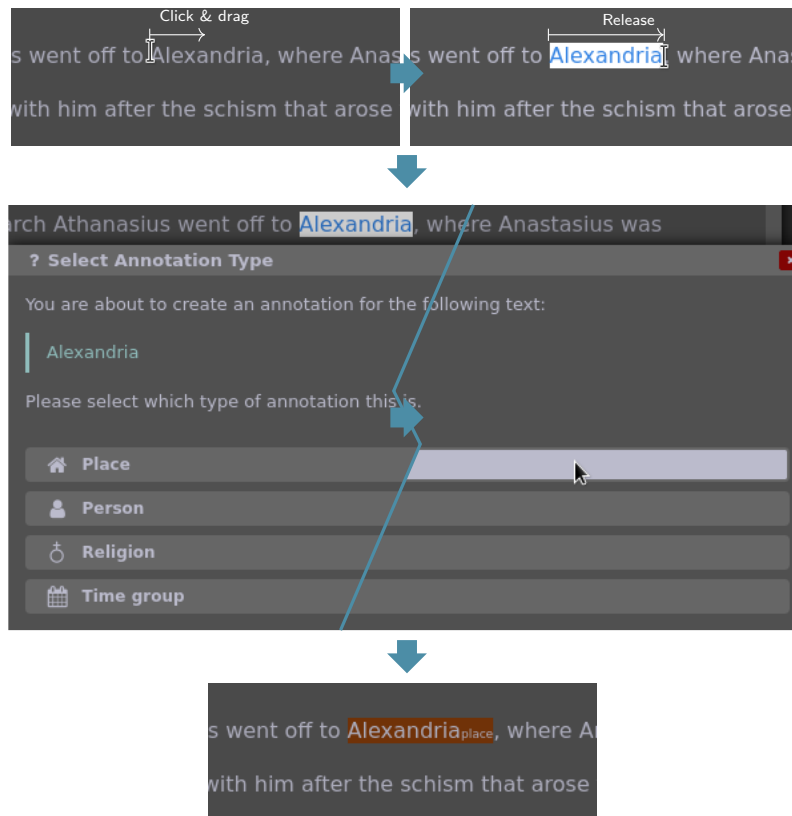 Click & drag
s went off to Alexandria, where Anas
with him after the schism that arose
Release
s went off to Alexandria, where Anas
with him after the schism that arose
arch Athanasius went off to Alexandria, where Anastasius was
? Select Annotation Type
You are about to create an annotation for the following text:
Alexandria
Please select which type of annotation this is.
Place
Person
Religion
Time group
s went off to Alexandria place, where A
with him after the schism that arose